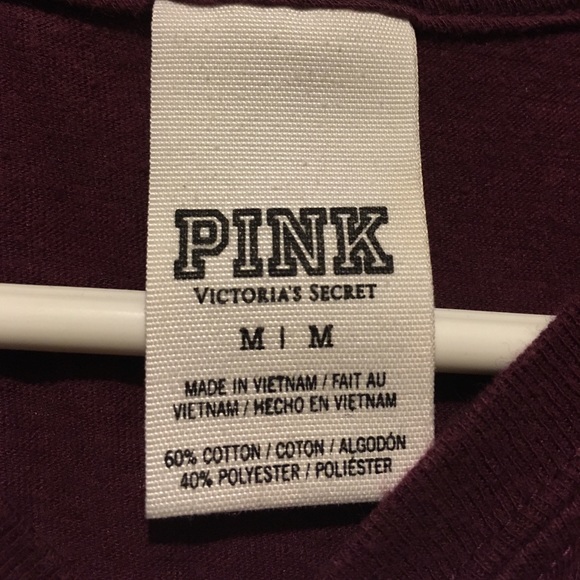 PINK
VICTORIA'S SECRET
M | M
MADE IN VIETNAM / FAIT AU
VIETNAM / HECHO EN VIETNAM
60% COTTON / COTON / ALGODÓN
40% POLYESTER / POLIÉSTER